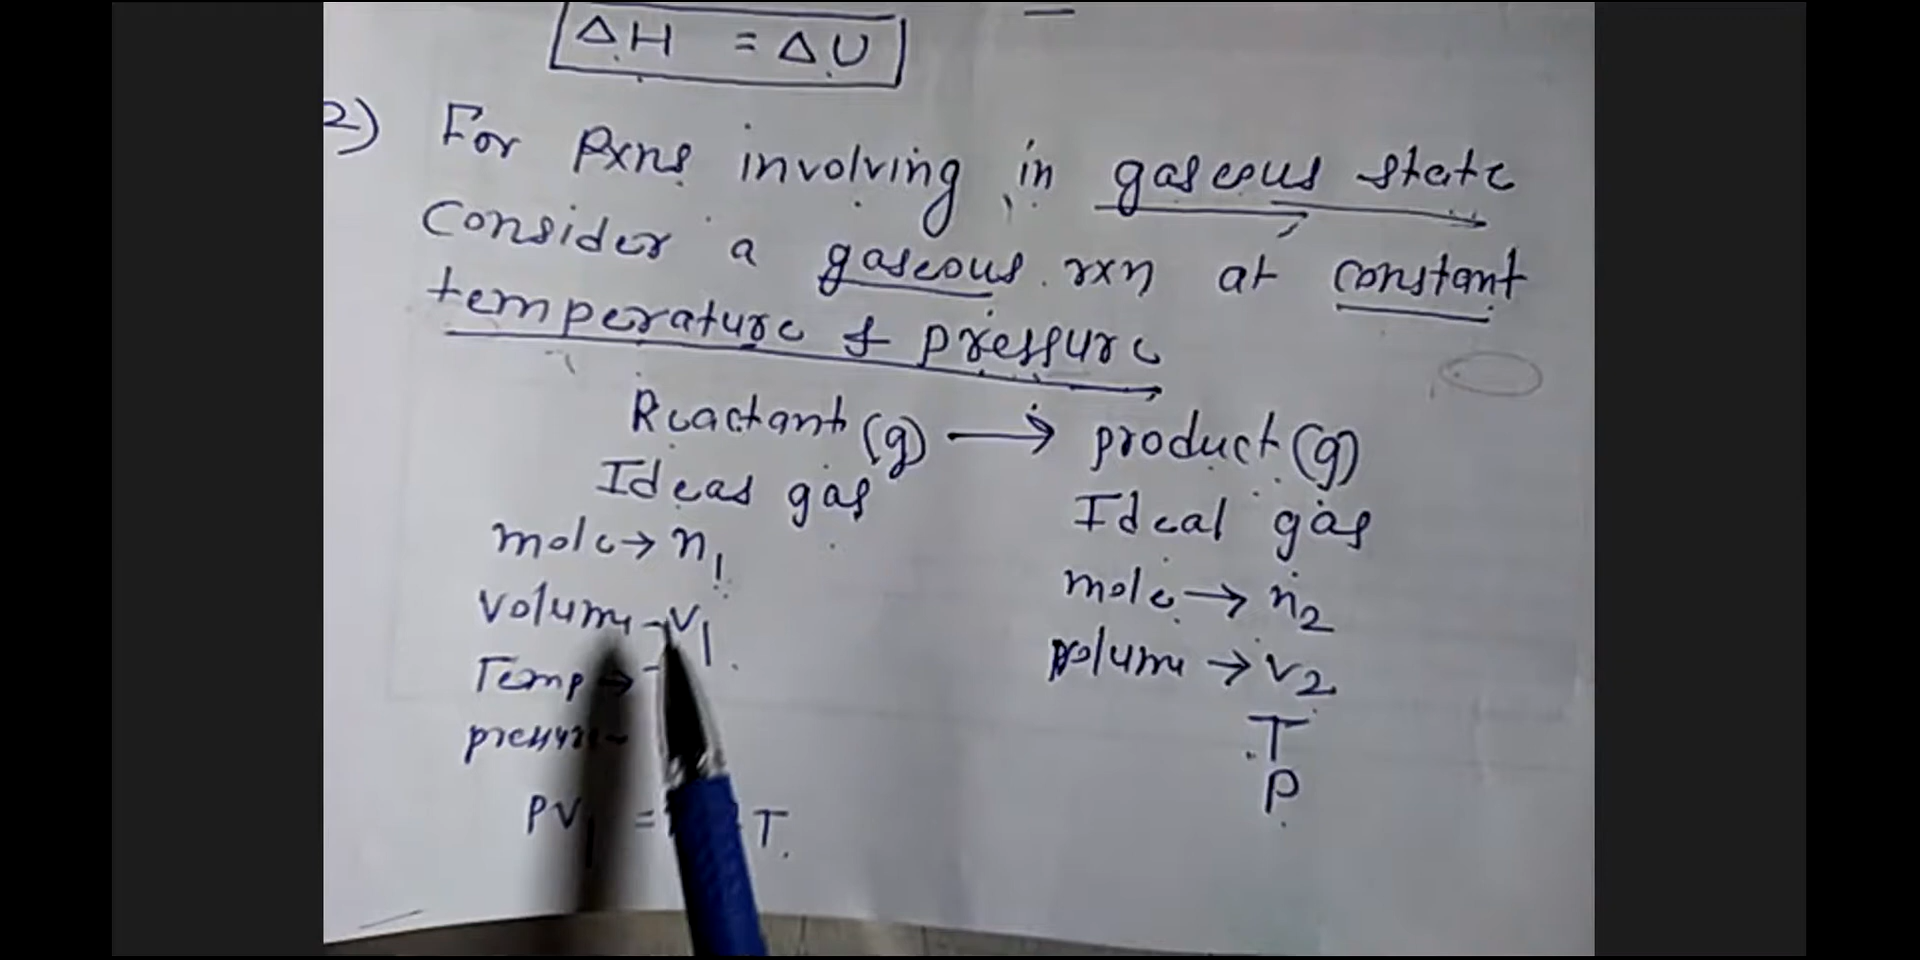 ΔH = ΔU
2) For Rxns involving in gaseous state
Consider a gaseous rxn at constant
temperature & pressure
Reactant (g) → product (g)
Ideas gas Ideal gas
mole → n1 mole → n2
volume → v1 volume → v2
Temp → T
pressure P
PV1 = T